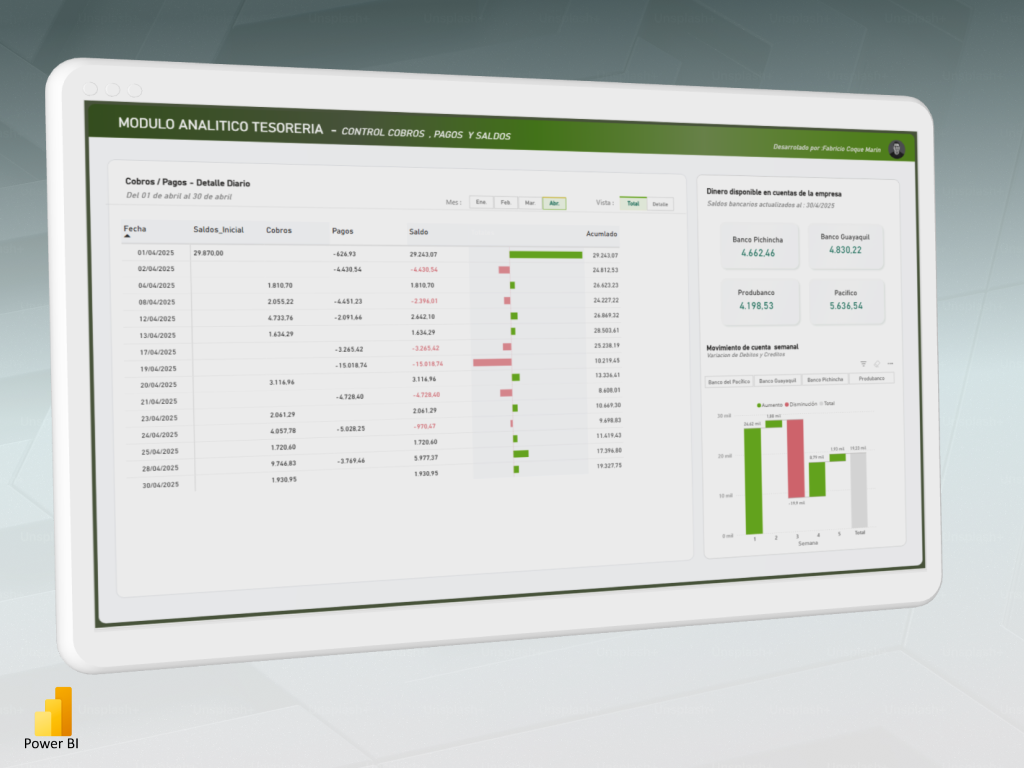 MODULO ANALITICO TESORERIA - CONTROL COBROS , PAGOS Y SALDOS
Desarrolado por :Fabricio Coque Marin
Cobros / Pagos - Detalle Diario
Del 01 de abril al 30 de abril
Mes : Ene. Feb. Mar. Abr. Vista : Total Detalle
Fecha Saldos_Inicial Cobros Pagos Saldo Acumlado
01/04/2025 29.870,00 -626,93 29.243,07 29.243,07
02/04/2025 -4.430,54 -4.430,54 24.812,53
04/04/2025 1.810,70 1.810,70 26.623,23
08/04/2025 2.055,22 -4.451,23 -2.396,01 24.227,22
12/04/2025 4.733,76 -2.091,66 2.642,10 26.869,32
13/04/2025 1.634,29 1.634,29 28.503,61
17/04/2025 -3.265,42 -3.265,42 25.238,19
19/04/2025 -15.018,74 -15.018,74 10.219,45
20/04/2025 3.116,96 3.116,96 13.336,41
21/04/2025 -4.728,40 -4.728,40 8.608,01
23/04/2025 2.061,29 2.061,29 10.669,30
24/04/2025 4.057,78 -5.028,25 -970,47 9.698,83
25/04/2025 1.720,60 1.720,60 11.419,43
28/04/2025 9.746,83 -3.769,46 5.977,37 17.396,80
30/04/2025 1.930,95 1.930,95 19.327,75
Dinero disponible en cuentas de la empresa
Saldos bancarios actualizados al : 30/4/2025
Banco Pichincha Banco Guayaquil
4.662,46 4.830,22
Produbanco Pacifico
4.198,53 5.636,54
Movimiento de cuenta semanal
Variacion de Debitos y Creditos
Banco del Pacífico Banco Guayaquil Banco Pichincha Produbanco
Aumento Disminución Total
30 mil
20 mil
10 mil
0 mil
1 2 3 4 5 Total
Semana
Power BI